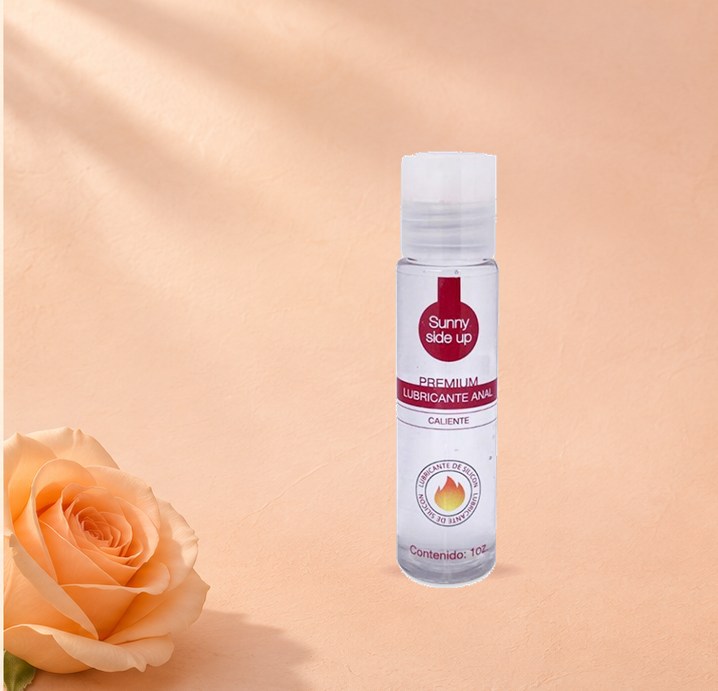 Sunny
side up
PREMIUM
LUBRICANTE ANAL
CALIENTE
LUBRICANTE DE SILICON
LUBRICANTE DE SILICON
Contenido: 1oz.